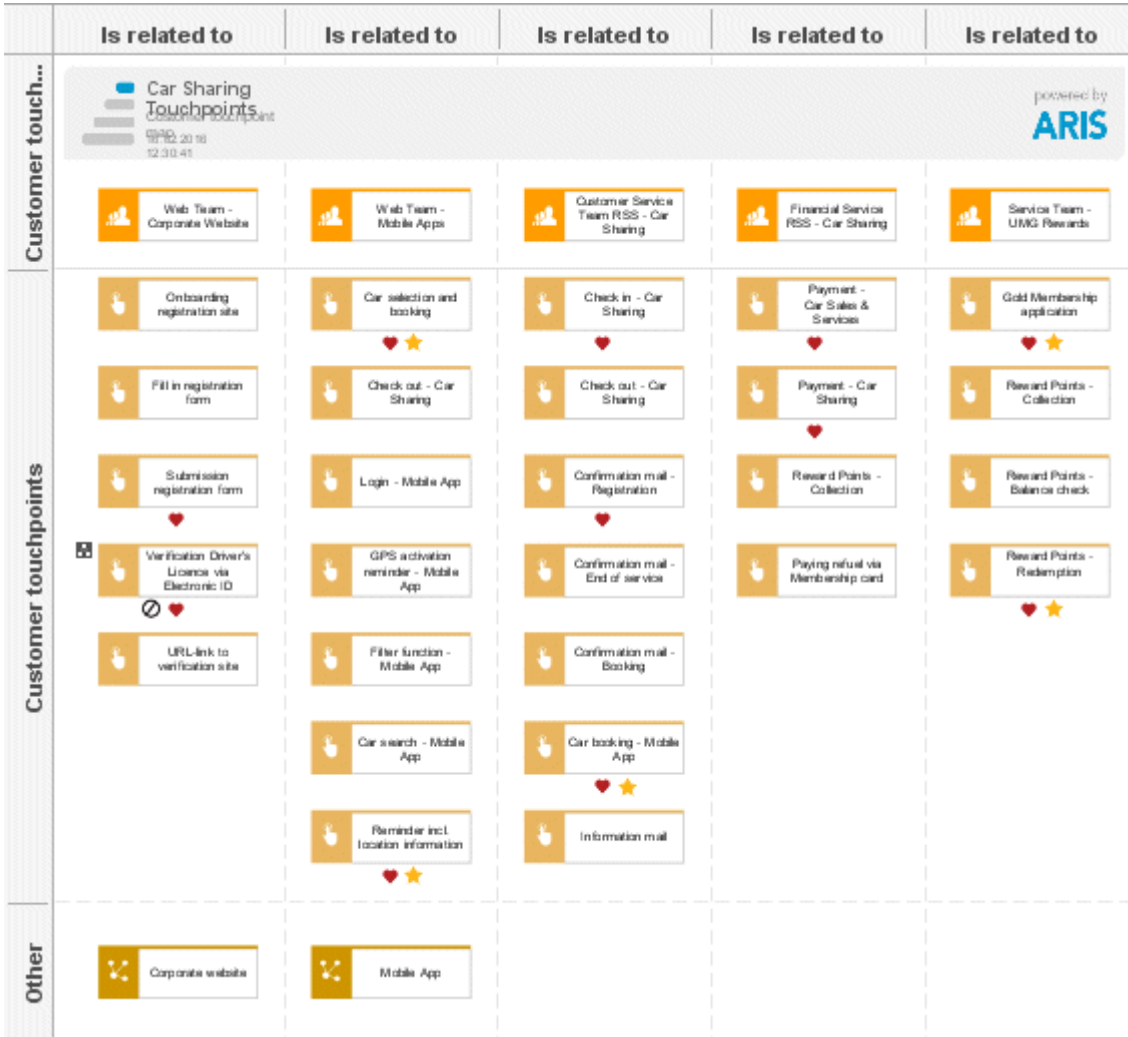 Is related to
Is related to
Is related to
Is related to
Is related to
Customer touch...
Car Sharing
Touchpoints
Customer touchpoint
map
12:30:41
powered by
ARIS
Web Team -
Corporate Website
Web Team -
Mobile Apps
Customer Service
Team RSS - Car
Sharing
Financial Service
RSS - Car Sharing
Service Team -
UMG Rewards
Customer touchpoints
Onboarding
registration site
Car selection and
booking
Check in - Car
Sharing
Payment -
Car Sales &
Services
Gold Membership
application
Fill in registration
form
Check out - Car
Sharing
Check out - Car
Sharing
Payment - Car
Sharing
Reward Points -
Collection
Submission
registration form
Login - Mobile App
Confirmation mail -
Registration
Reward Points -
Collection
Reward Points -
Balance check
Verification Driver's
Licence via
Electronic ID
GPS activation
reminder - Mobile
App
Confirmation mail -
End of service
Paying refuel via
Membership card
Reward Points -
Redemption
URL-link to
verification site
Filter function -
Mobile App
Confirmation mail -
Booking
Car search - Mobile
App
Car booking - Mobile
App
Reminder incl.
location information
Information mail
Other
Corporate website
Mobile App